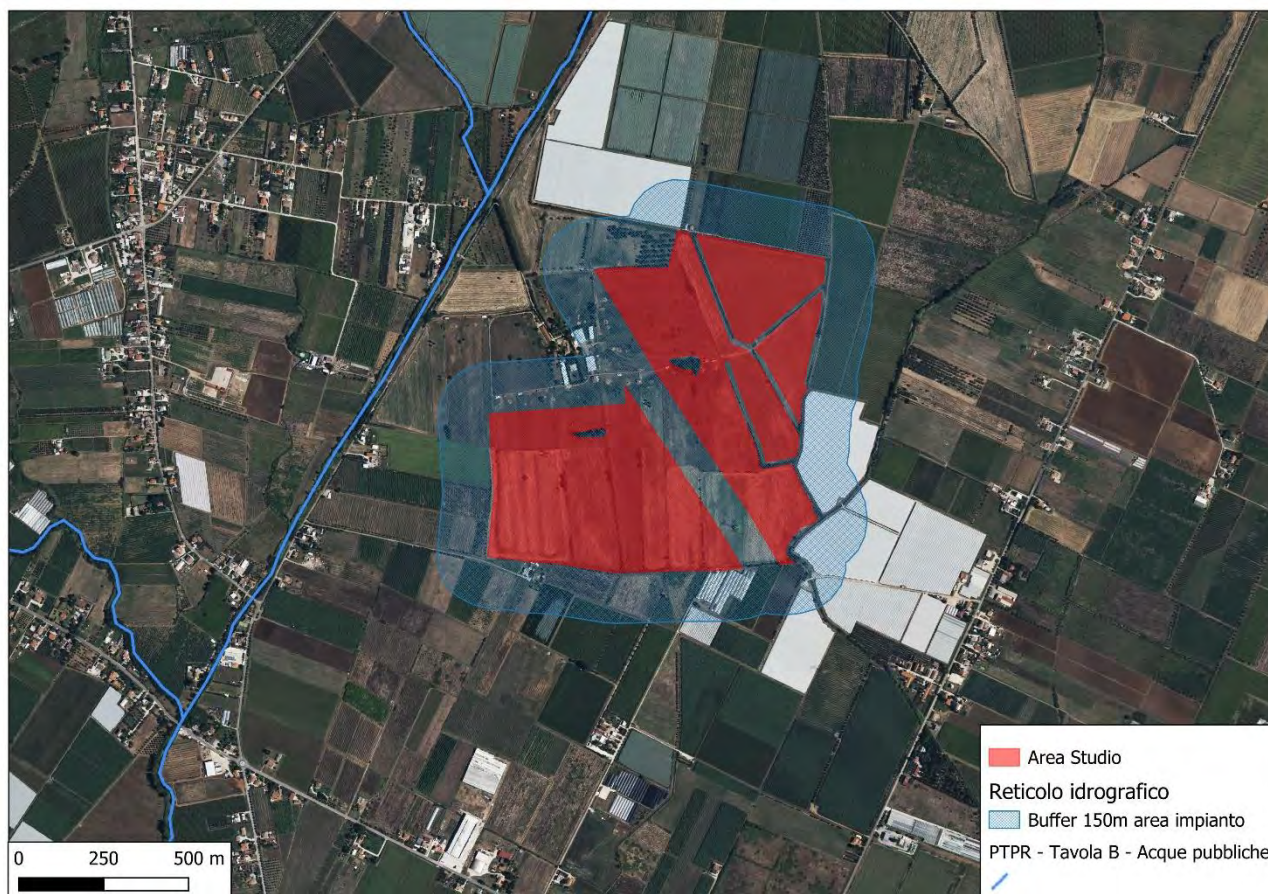 Area Studio
Reticolo idrografico
Buffer 150m area impianto
PTPR - Tavola B - Acque pubbliche
0 250 500 m